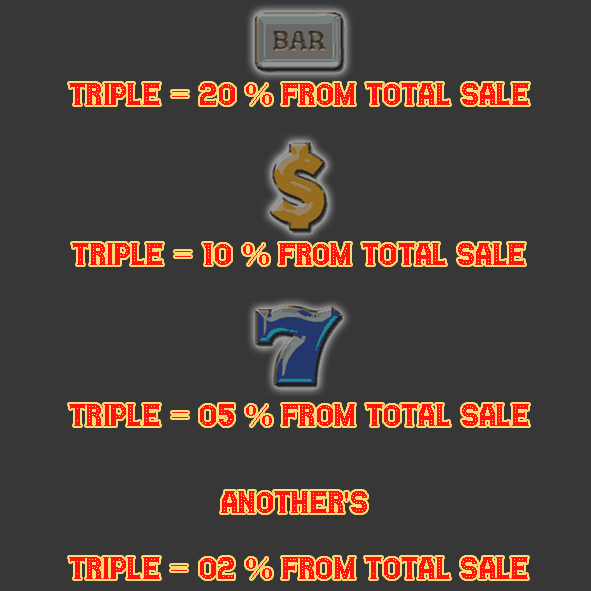 BAR
TRIPLE = 20 % FROM TOTAL SALE
$
TRIPLE = 10 % FROM TOTAL SALE
7
TRIPLE = 05 % FROM TOTAL SALE
ANOTHER'S
TRIPLE = 02 % FROM TOTAL SALE